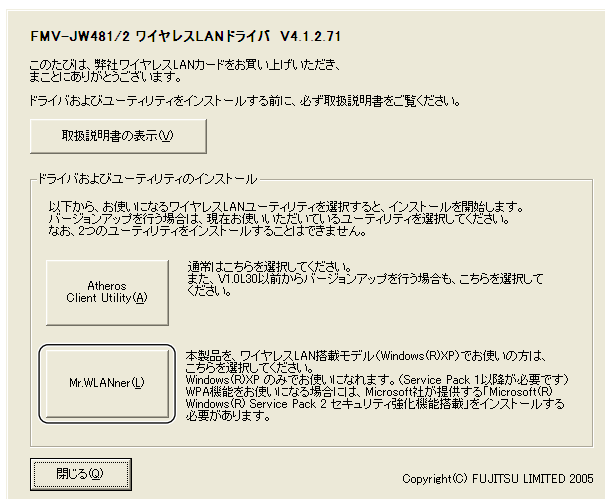 FMV-JW481/2 ワイヤレスLANドライバ V4.1.2.71
このたびは、弊社ワイヤレスLANカードをお買い上げいただき、
まことにありがとうございます。
ドライバおよびユーティリティをインストールする前に、必ず取扱説明書をご覧ください。
取扱説明書の表示(V)
ドライバおよびユーティリティのインストール
以下から、お使いになるワイヤレスLANユーティリティを選択すると、インストールを開始します。
バージョンアップを行う場合は、現在お使いいただいているユーティリティを選択してください。
なお、2つのユーティリティをインストールすることはできません。
Atheros
Client Utility(A)
通常はこちらを選択してください。
また、V1.0L30以前からバージョンアップを行う場合も、こちらを選択して
ください。
Mr.WLANner(L)
本製品を、ワイヤレスLAN搭載モデル(Windows(R)XP)でお使いの方は、
こちらを選択してください。
Windows(R)XP のみでお使いになれます。(Service Pack 1以降が必要です)
WPA機能をお使いになる場合には、Microsoft社が提供する「Microsoft(R)
Windows(R) Service Pack 2 セキュリティ強化機能搭載」をインストールする
必要があります。
閉じる(Q)
Copyright(C) FUJITSU LIMITED 2005